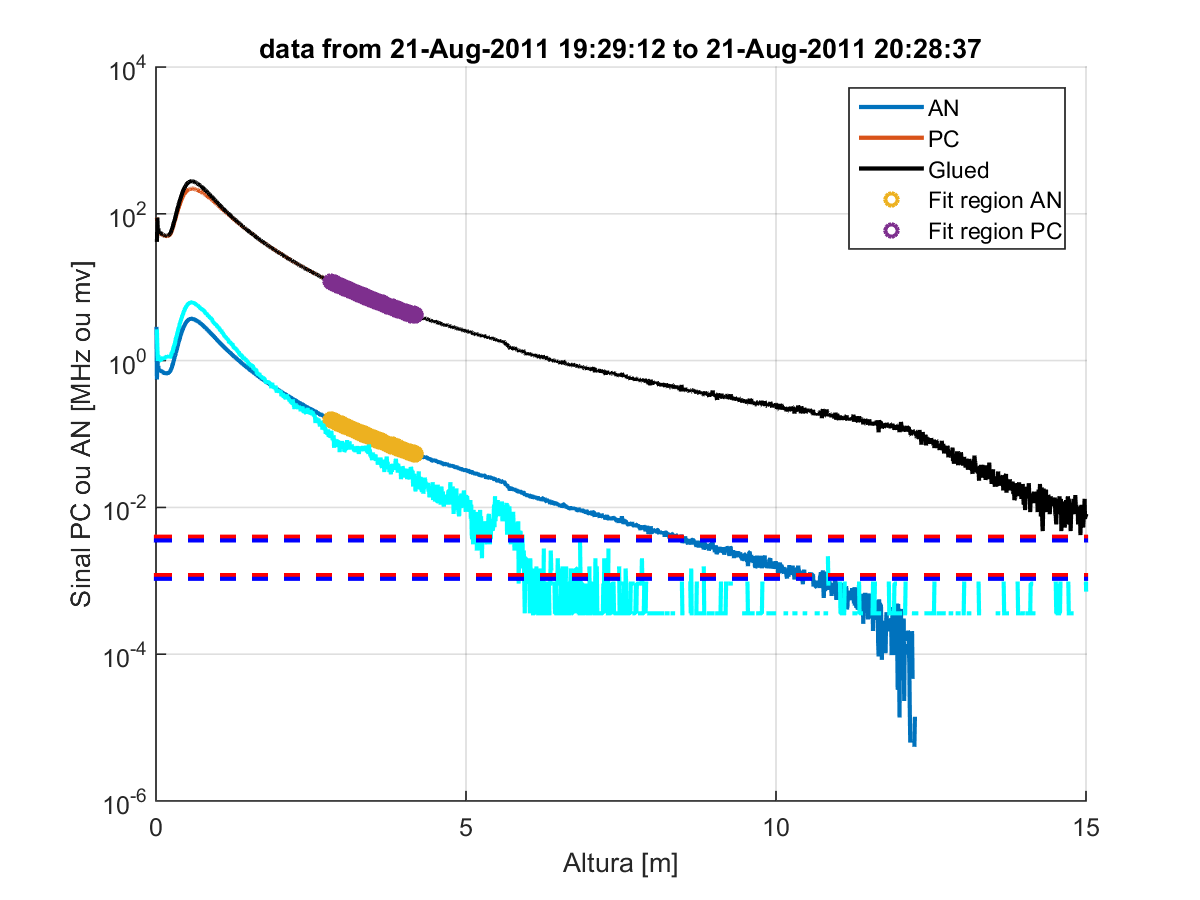 data from 21-Aug-2011 19:29:12 to 21-Aug-2011 20:28:37
10^4
10^2
10^0
10^-2
10^-4
10^-6
Sinal PC ou AN [MHz ou mv]
AN
PC
Glued
Fit region AN
Fit region PC
0 5 10 15
Altura [m]